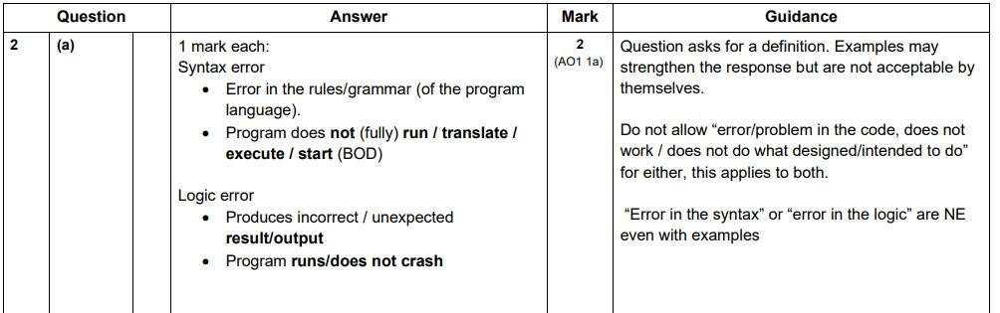 Question Answer Mark Guidance
2 (a)
1 mark each:
Syntax error
• Error in the rules/grammar (of the program
language).
• Program does not (fully) run / translate /
execute / start (BOD)
Logic error
• Produces incorrect / unexpected
result/output
• Program runs/does not crash
2
(AO1 1a)
Question asks for a definition. Examples may
strengthen the response but are not acceptable by
themselves.
Do not allow “error/problem in the code, does not
work / does not do what designed/intended to do”
for either, this applies to both.
“Error in the syntax” or “error in the logic” are NE
even with examples